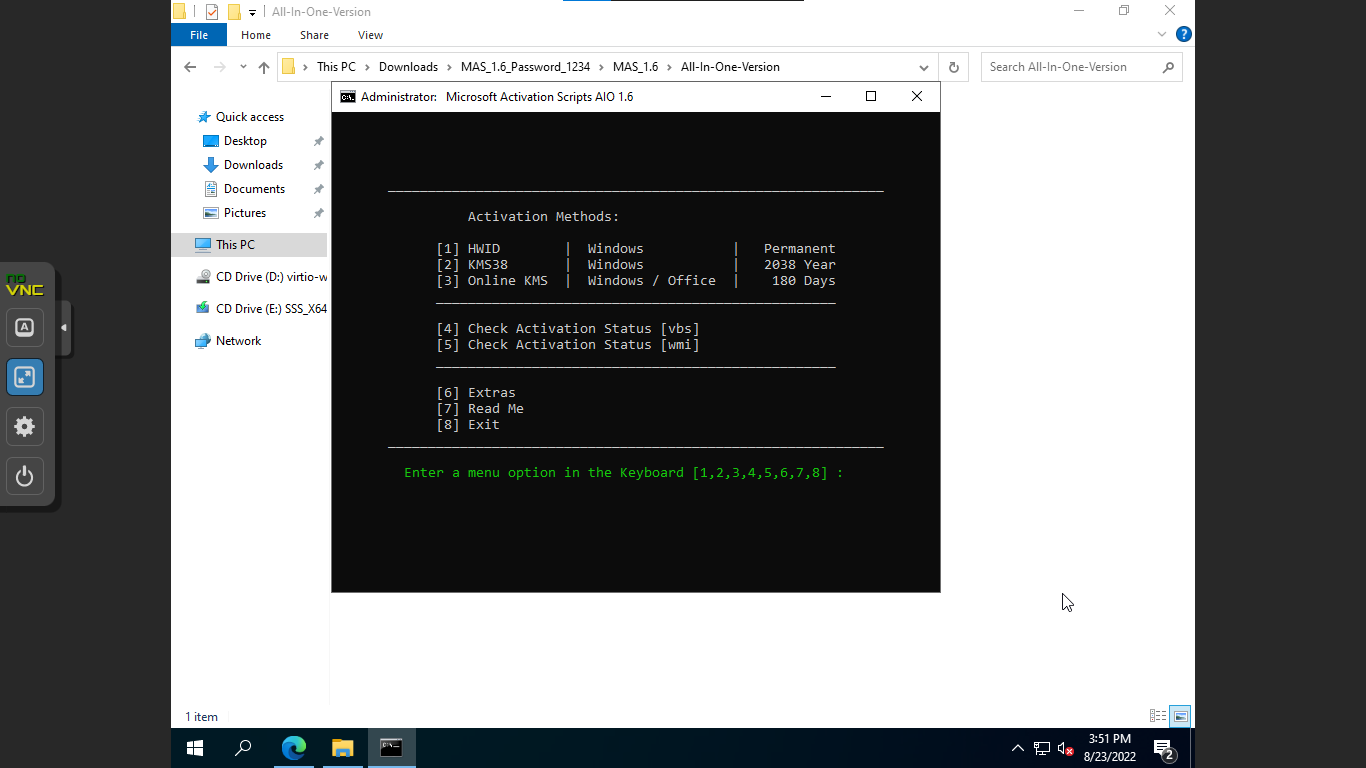 All-In-One-Version
File Home Share View
This PC Downloads MAS_1.6_Password_1234 MAS_1.6 All-In-One-Version
Search All-In-One-Version
Administrator: Microsoft Activation Scripts AIO 1.6
Quick access
Desktop
Downloads
Documents
Pictures
This PC
CD Drive (D:) virtio-w
CD Drive (E:) SSS_X64
Network
Activation Methods:
[1] HWID | Windows | Permanent
[2] KMS38 | Windows | 2038 Year
[3] Online KMS | Windows / Office | 180 Days
[4] Check Activation Status [vbs]
[5] Check Activation Status [wmi]
[6] Extras
[7] Read Me
[8] Exit
Enter a menu option in the Keyboard [1,2,3,4,5,6,7,8] :
no
VNC
A
1 item
3:51 PM
8/23/2022
2